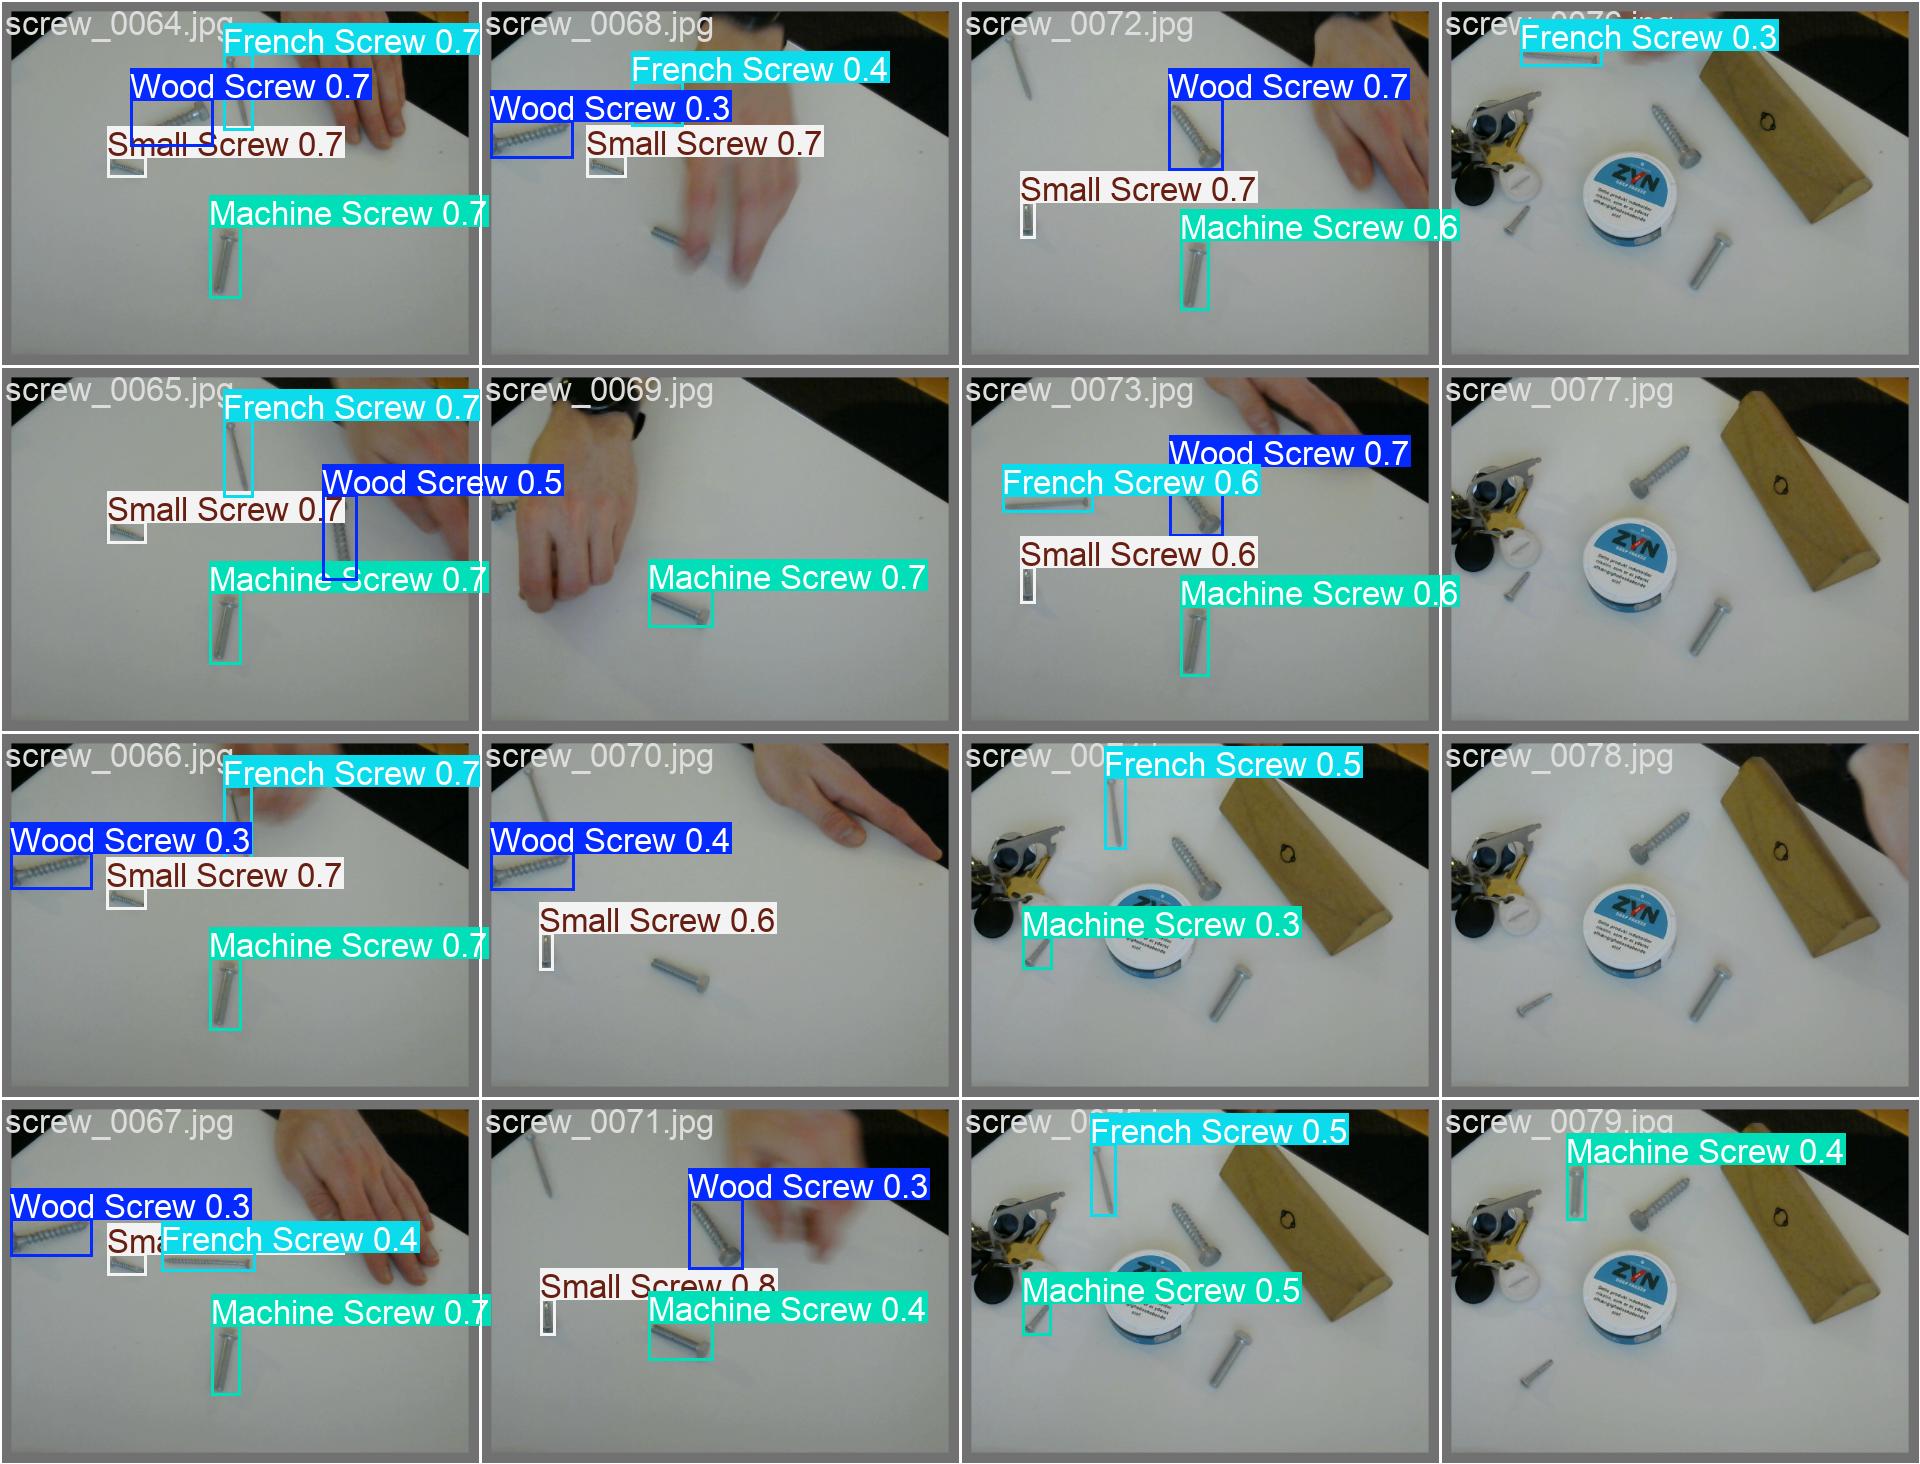 screw_0064.jpg
French Screw 0.7
Wood Screw 0.7
Small Screw 0.7
Machine Screw 0.7
screw_0068.jpg
French Screw 0.4
Wood Screw 0.3
Small Screw 0.7
screw_0072.jpg
Wood Screw 0.7
Small Screw 0.7
Machine Screw 0.6
screw_0076.jpg
French Screw 0.3
ZYN
screw_0065.jpg
French Screw 0.7
Wood Screw 0.5
Small Screw 0.7
Machine Screw 0.7
screw_0069.jpg
Machine Screw 0.7
screw_0073.jpg
Wood Screw 0.7
French Screw 0.6
Small Screw 0.6
Machine Screw 0.6
screw_0077.jpg
ZYN
screw_0066.jpg
French Screw 0.7
Wood Screw 0.3
Small Screw 0.7
Machine Screw 0.7
screw_0070.jpg
Wood Screw 0.4
Small Screw 0.6
screw_00
French Screw 0.5
ZYN
Machine Screw 0.3
screw_0078.jpg
ZYN
screw_0067.jpg
Wood Screw 0.3
Sma
French Screw 0.4
Machine Screw 0.7
screw_0071.jpg
Wood Screw 0.3
Small Screw 0.8
Machine Screw 0.4
screw_0075.jpg
French Screw 0.5
ZYN
Machine Screw 0.5
screw_0079.jpg
Machine Screw 0.4
ZYN